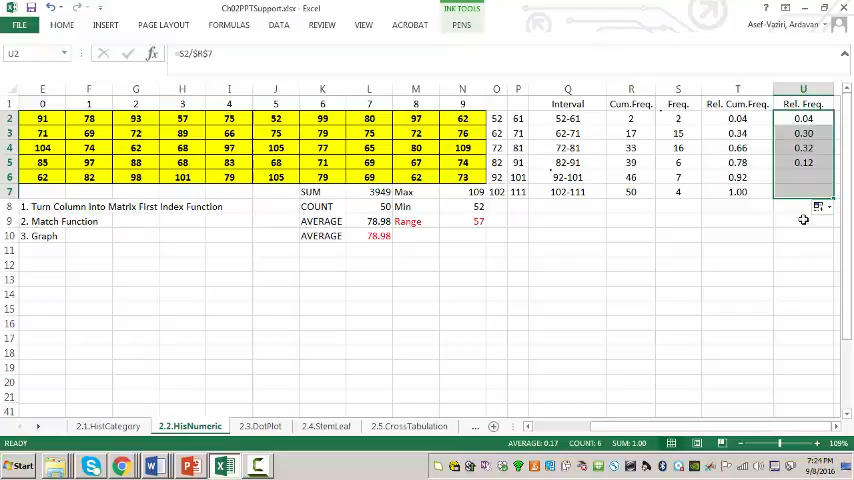 Ch02PPTSupport.xlsx - Excel
INK TOOLS
FILE HOME INSERT PAGE LAYOUT FORMULAS DATA REVIEW VIEW ACROBAT PENS Asef-Vaziri, Ardavan
U2 fx =S2/$R$7
E F G H I J K L M N O P Q R S T U
1 0 1 2 3 4 5 6 7 8 9 Interval Cum.Freq. Freq. Rel. Cum.Freq. Rel. Freq.
2 91 78 93 57 75 52 99 80 97 62 52 61 52-61 2 2 0.04 0.04
3 71 69 72 89 66 75 79 75 72 76 62 71 62-71 17 15 0.34 0.30
4 104 74 62 68 97 105 77 65 80 109 72 81 72-81 33 16 0.66 0.32
5 85 97 88 68 83 68 71 69 67 74 82 91 82-91 39 6 0.78 0.12
6 62 82 98 101 79 105 79 69 62 73 92 101 92-101 46 7 0.92
7 SUM 3949 Max 109 102 111 102-111 50 4 1.00
8 1. Turn Column into Matrix First Index Function COUNT 50 Min 52
9 2. Match Function AVERAGE 78.98 Range 57
10 3. Graph AVERAGE 78.98
11
12
13
14
15
16
17
18
19
20
21
41
2.1.HistCategory 2.2.HisNumeric 2.3.DotPlot 2.4.StemLeaf 2.5.CrossTabulation ...
READY AVERAGE: 0.17 COUNT: 6 SUM: 1.00 109%
Start 7:24 PM
9/8/2016